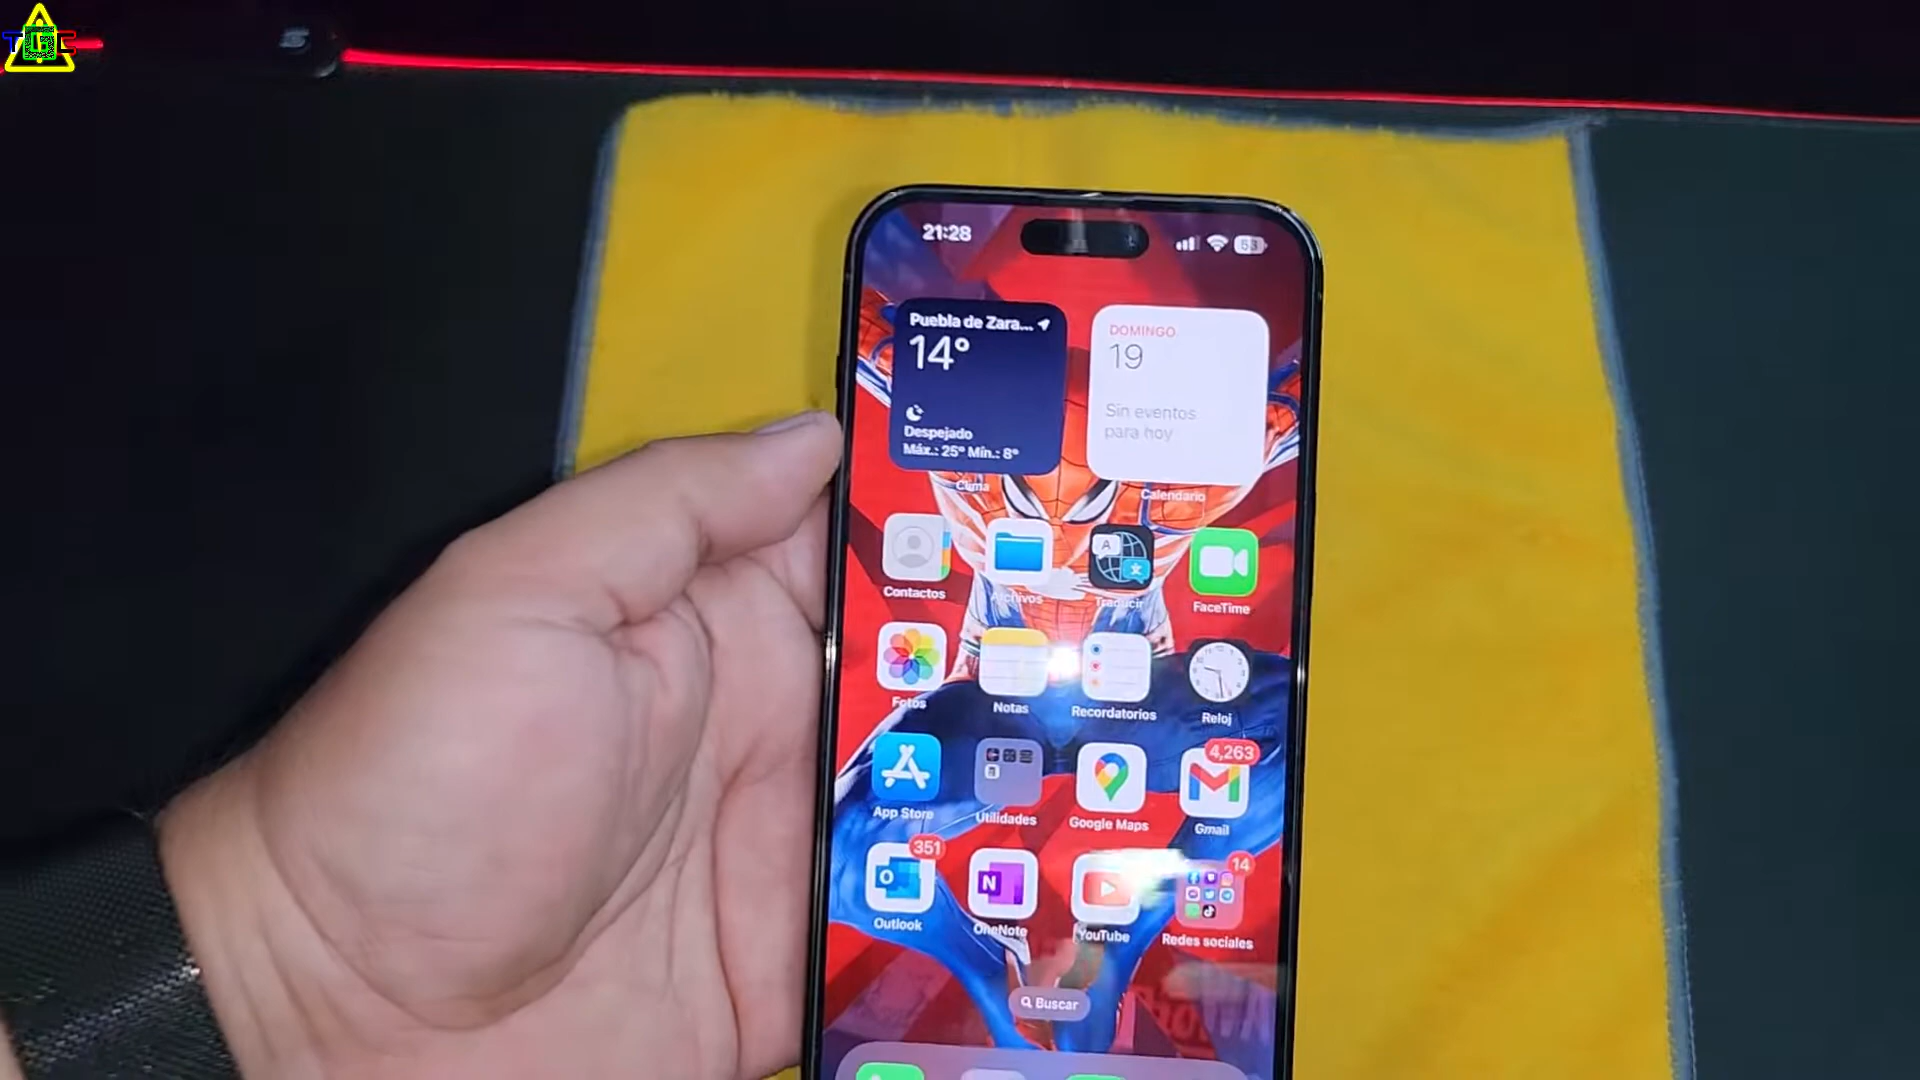 TGC
21:28
53
Puebla de Zara...
14°
Despejado
Máx.: 25° Mín.: 8°
Clima
DOMINGO
19
Sin eventos
para hoy
Calendario
Contactos
Archivos
Traducir
FaceTime
Fotos
Notas
Recordatorios
Reloj
App Store
Utilidades
Google Maps
4,263
Gmail
351
Outlook
N
OneNote
YouTube
14
Redes sociales
Buscar